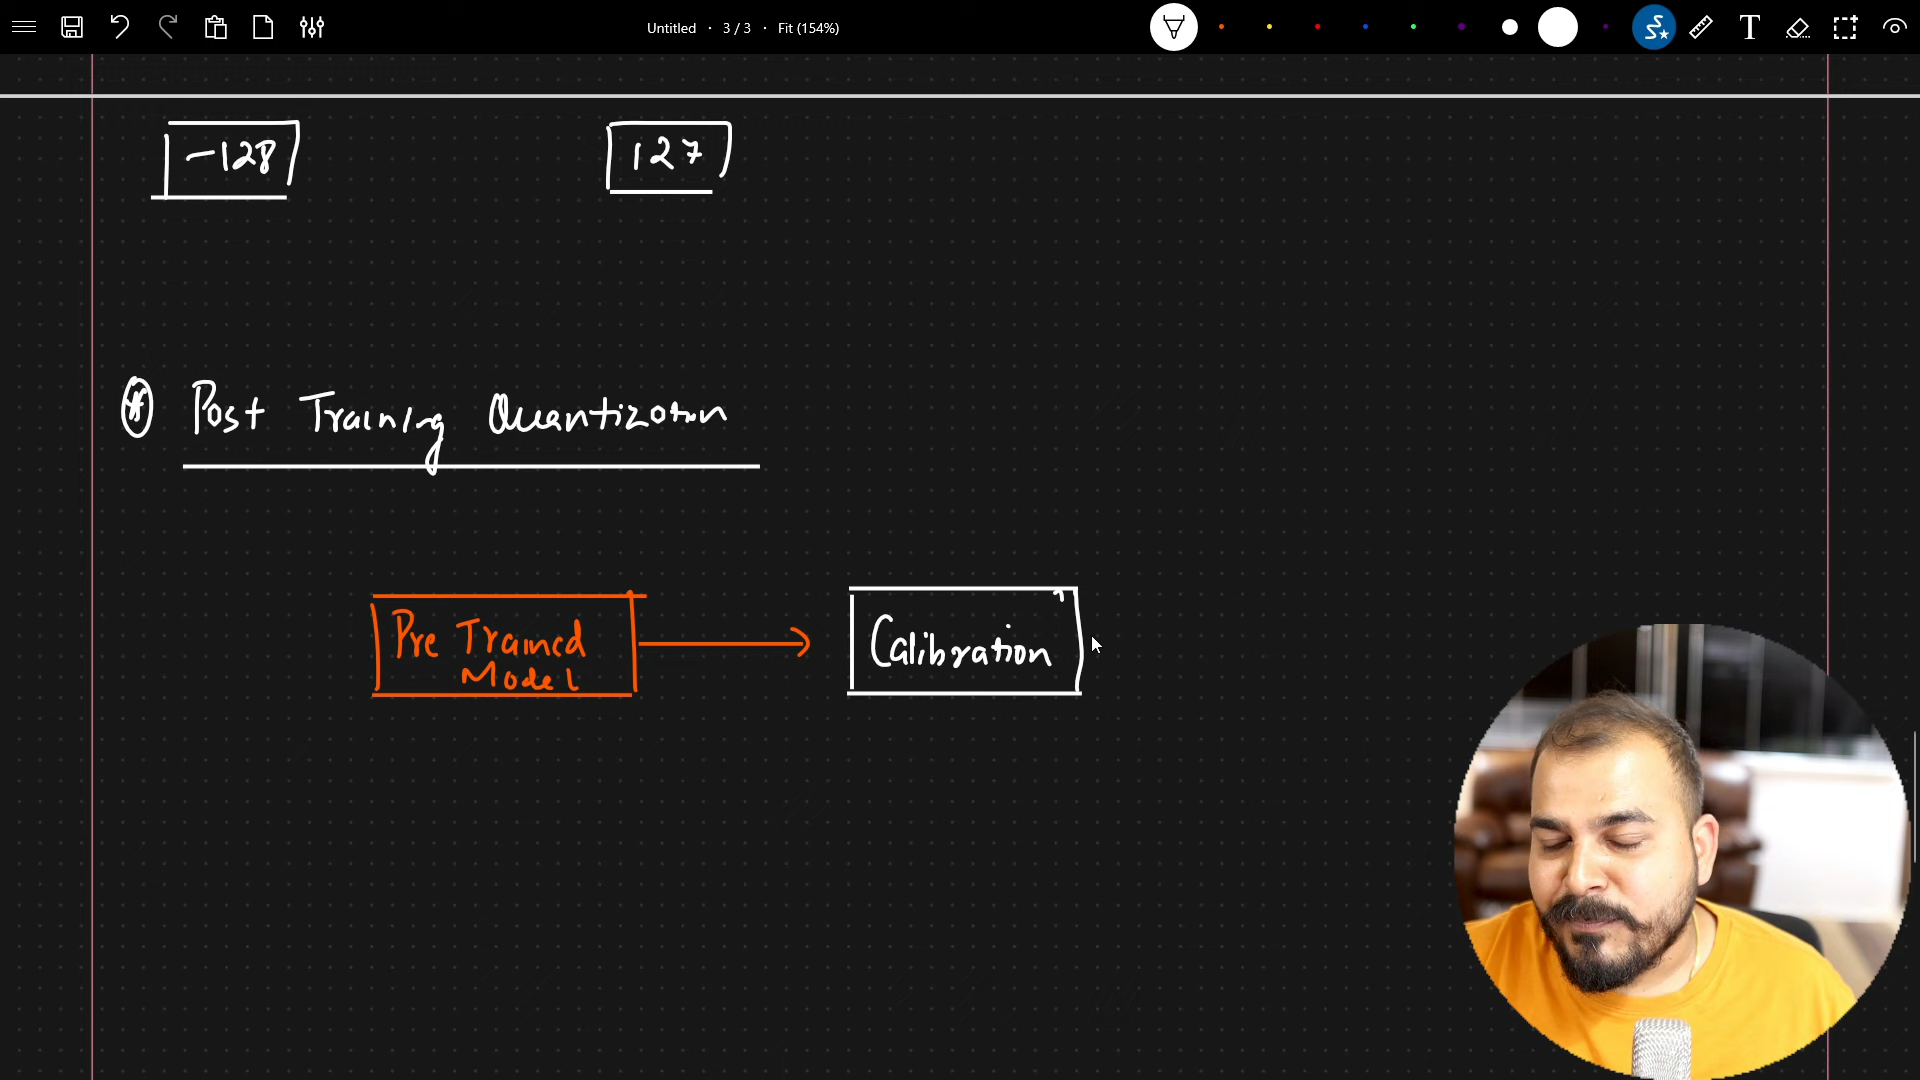 Untitled · 3 / 3 · Fit (154%)
T
-128
127
Post Training Quantization
Pre Trained
Model
Calibration